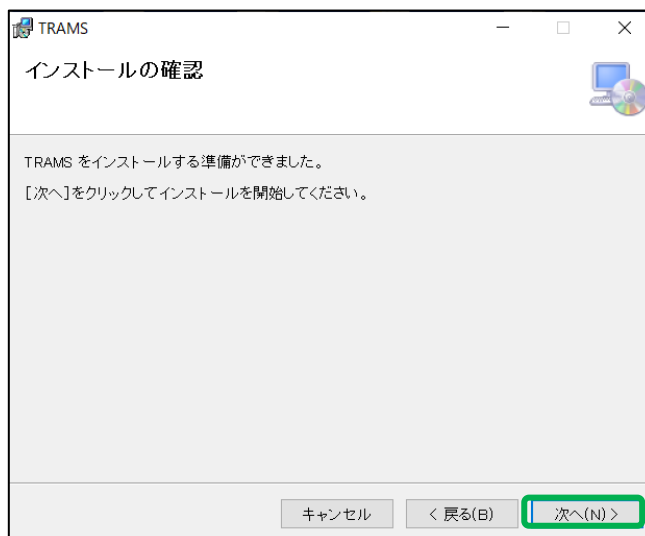 TRAMS
インストールの確認
TRAMS をインストールする準備ができました。
[次へ]をクリックしてインストールを開始してください。
キャンセル
< 戻る(B)
次へ(N) >